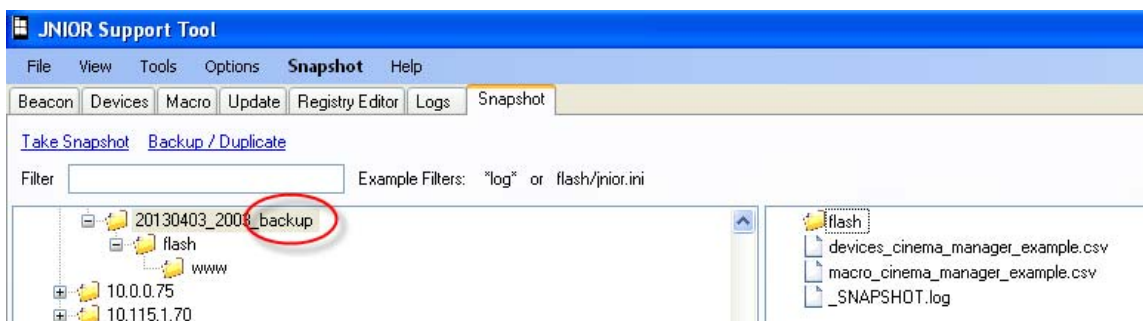 JNIOR Support Tool
File View Tools Options Snapshot Help
Beacon Devices Macro Update Registry Editor Logs Snapshot
Take Snapshot Backup / Duplicate
Filter Example Filters: *log* or flash/jnior.ini
20130403_2003_backup
flash
www
10.0.0.75
10.115.1.70
flash
devices_cinema_manager_example.csv
macro_cinema_manager_example.csv
_SNAPSHOT.log